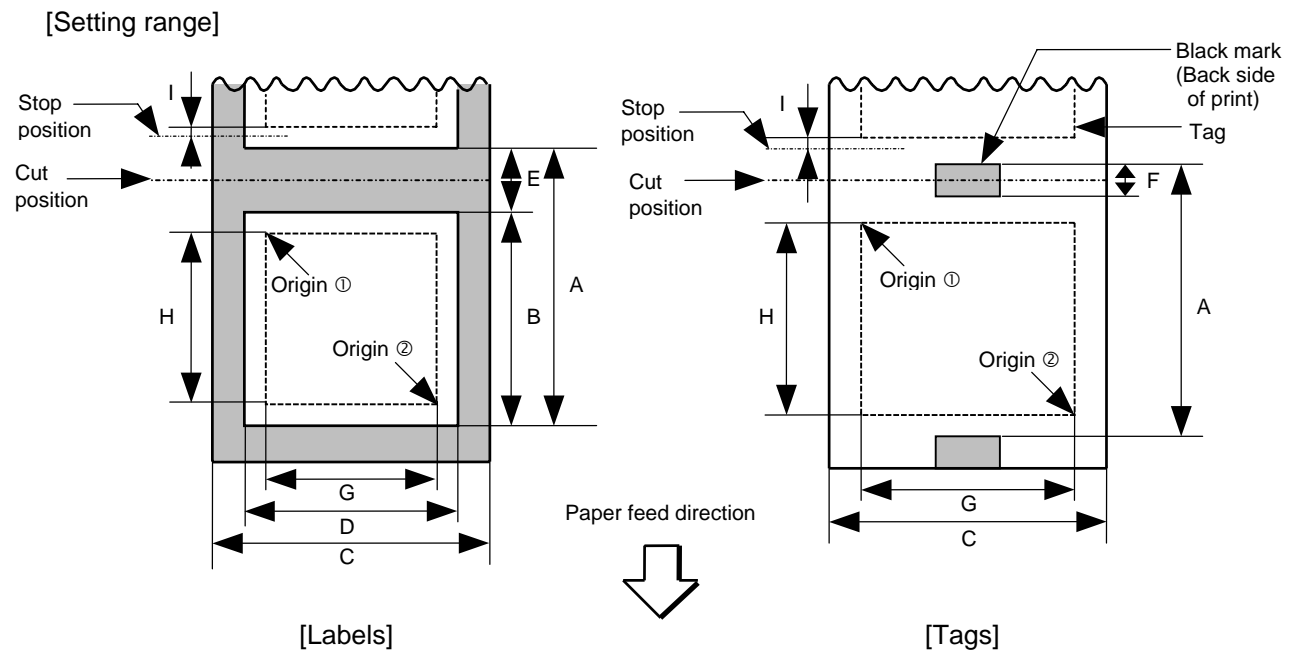 [Setting range]
I
Stop
position
Cut
position
E
Origin ①
A
H
B
Origin ②
G
D
C
Black mark
(Back side
of print)
I
Stop
position
Tag
F
Cut
position
Origin ①
A
H
Origin ②
G
C
Paper feed direction
[Labels]
[Tags]